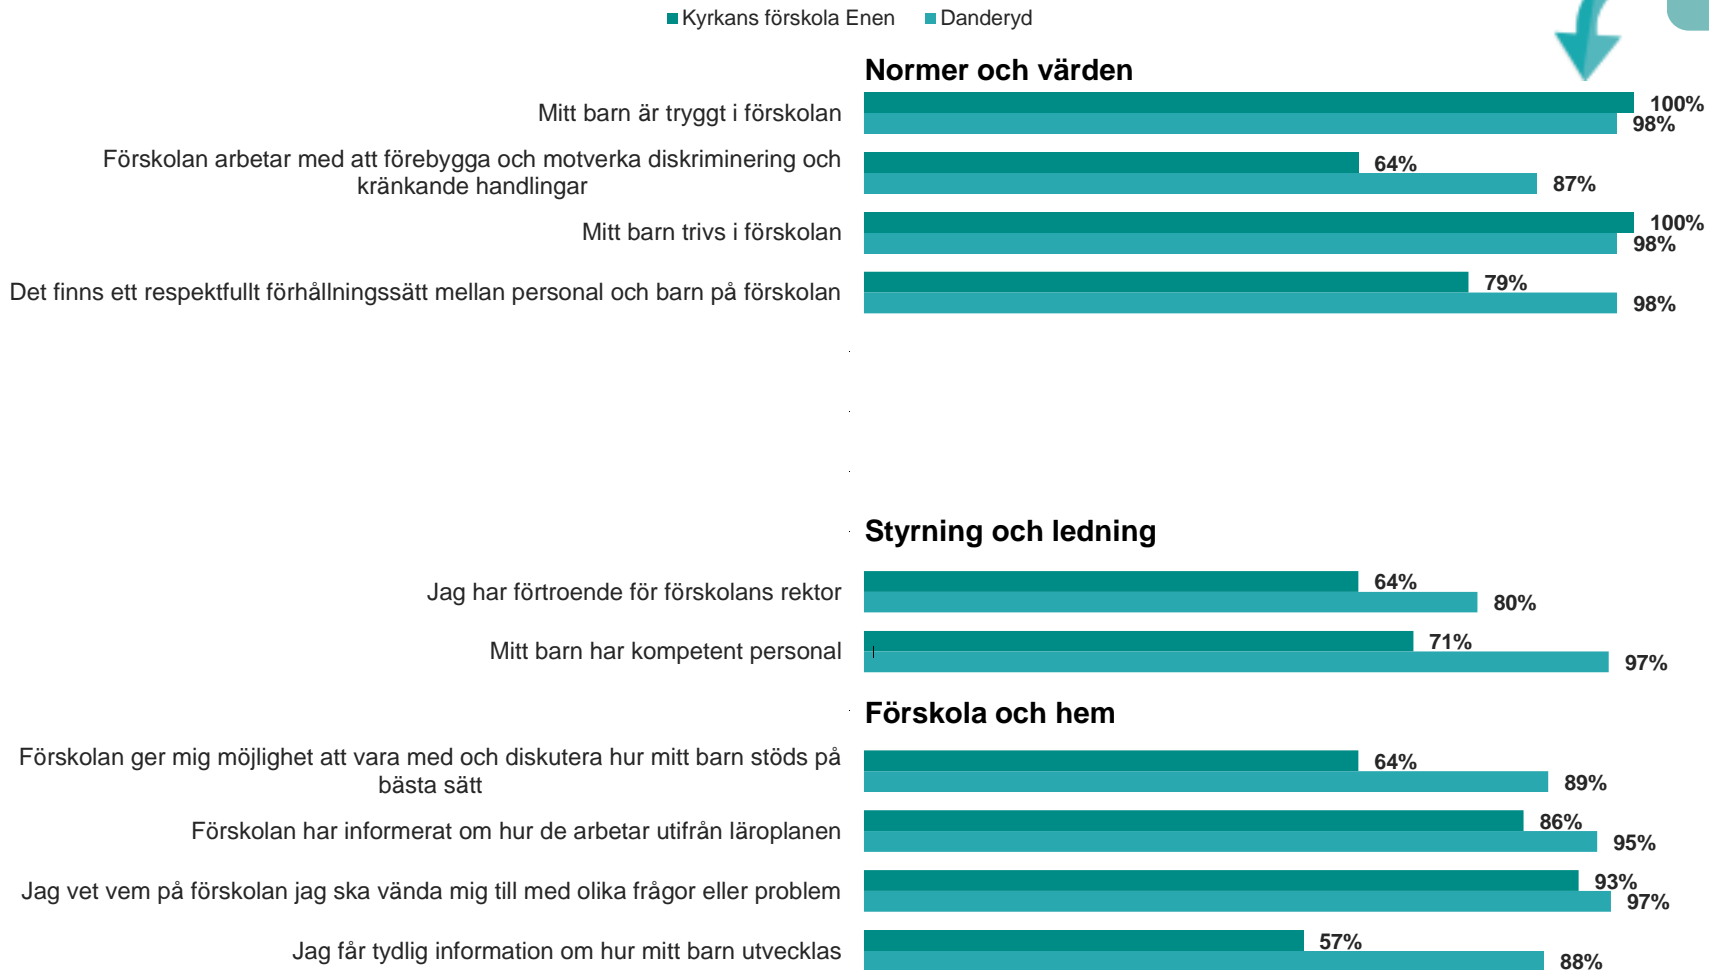 Kyrkans förskola Enen Danderyd
Normer och värden
Mitt barn är tryggt i förskolan
100%
98%
Förskolan arbetar med att förebygga och motverka diskriminering och
kränkande handlingar
64%
87%
Mitt barn trivs i förskolan
100%
98%
Det finns ett respektfullt förhållningssätt mellan personal och barn på förskolan
79%
98%
Styrning och ledning
Jag har förtroende för förskolans rektor
64%
80%
Mitt barn har kompetent personal
71%
97%
Förskola och hem
Förskolan ger mig möjlighet att vara med och diskutera hur mitt barn stöds på
bästa sätt
64%
89%
Förskolan har informerat om hur de arbetar utifrån läroplanen
86%
95%
Jag vet vem på förskolan jag ska vända mig till med olika frågor eller problem
93%
97%
Jag får tydlig information om hur mitt barn utvecklas
57%
88%